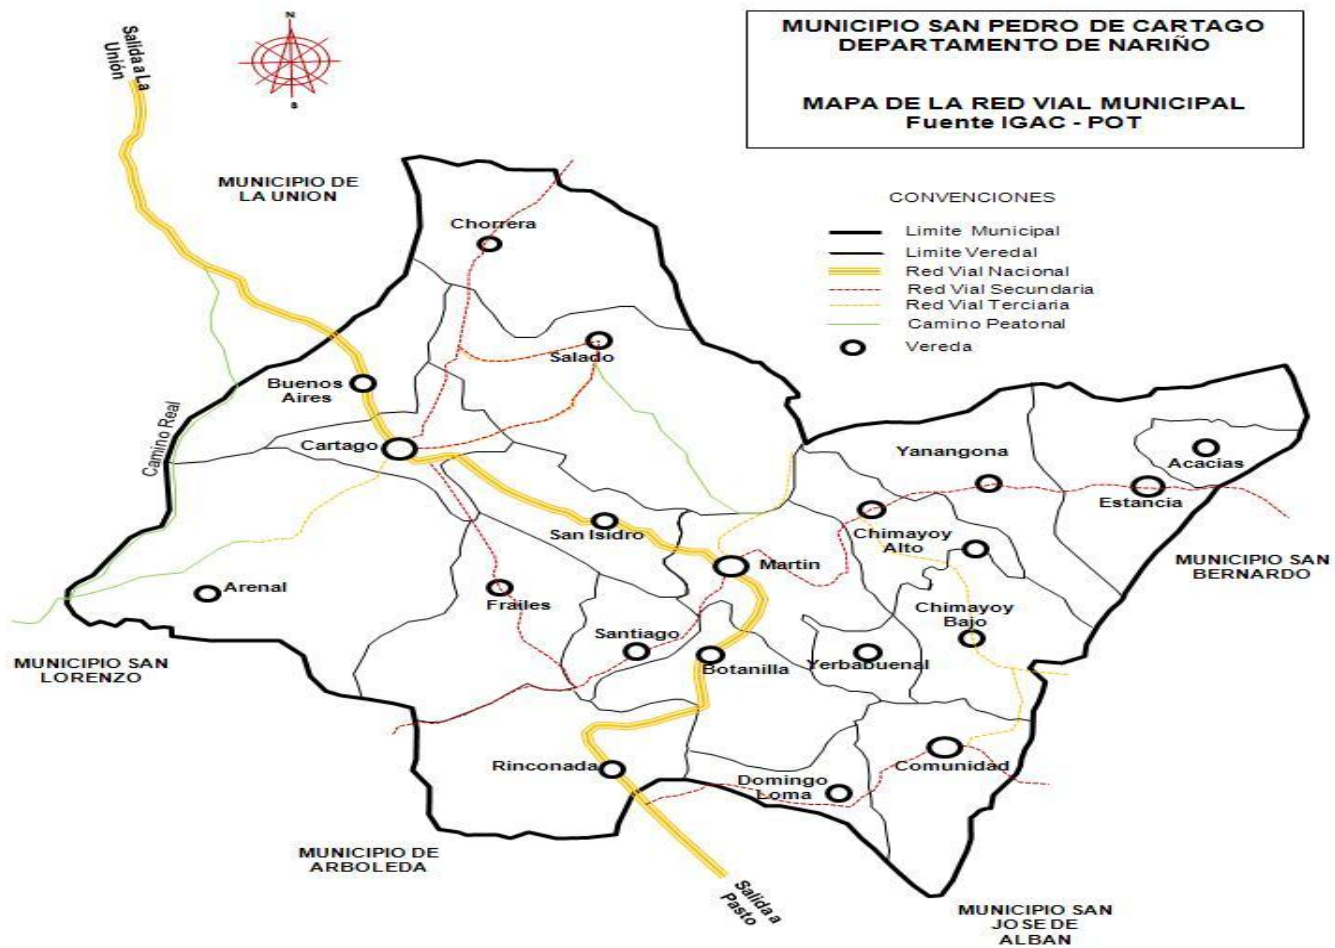 N
S
Salida a La
Unión
MUNICIPIO SAN PEDRO DE CARTAGO
DEPARTAMENTO DE NARIÑO
MAPA DE LA RED VIAL MUNICIPAL
Fuente IGAC - POT
CONVENCIONES
Limite Municipal
Limite Veredal
Red Vial Nacional
Red Vial Secundaria
Red Vial Terciaria
Camino Peatonal
Vereda
MUNICIPIO DE
LA UNION
Chorrera
Salado
Buenos
Aires
Cartago
Camino Real
Yanangona
Acacias
Estancia
San Isidro
Martin
Chimayoy
Alto
MUNICIPIO SAN
BERNARDO
Arenal
Frailes
Chimayoy
Bajo
Santiago
Botanilla
Yerbabuenal
MUNICIPIO SAN
LORENZO
Rinconada
Domingo
Loma
Comunidad
MUNICIPIO DE
ARBOLEDA
Salida a
Pasto
MUNICIPIO SAN
JOSE DE
ALBAN